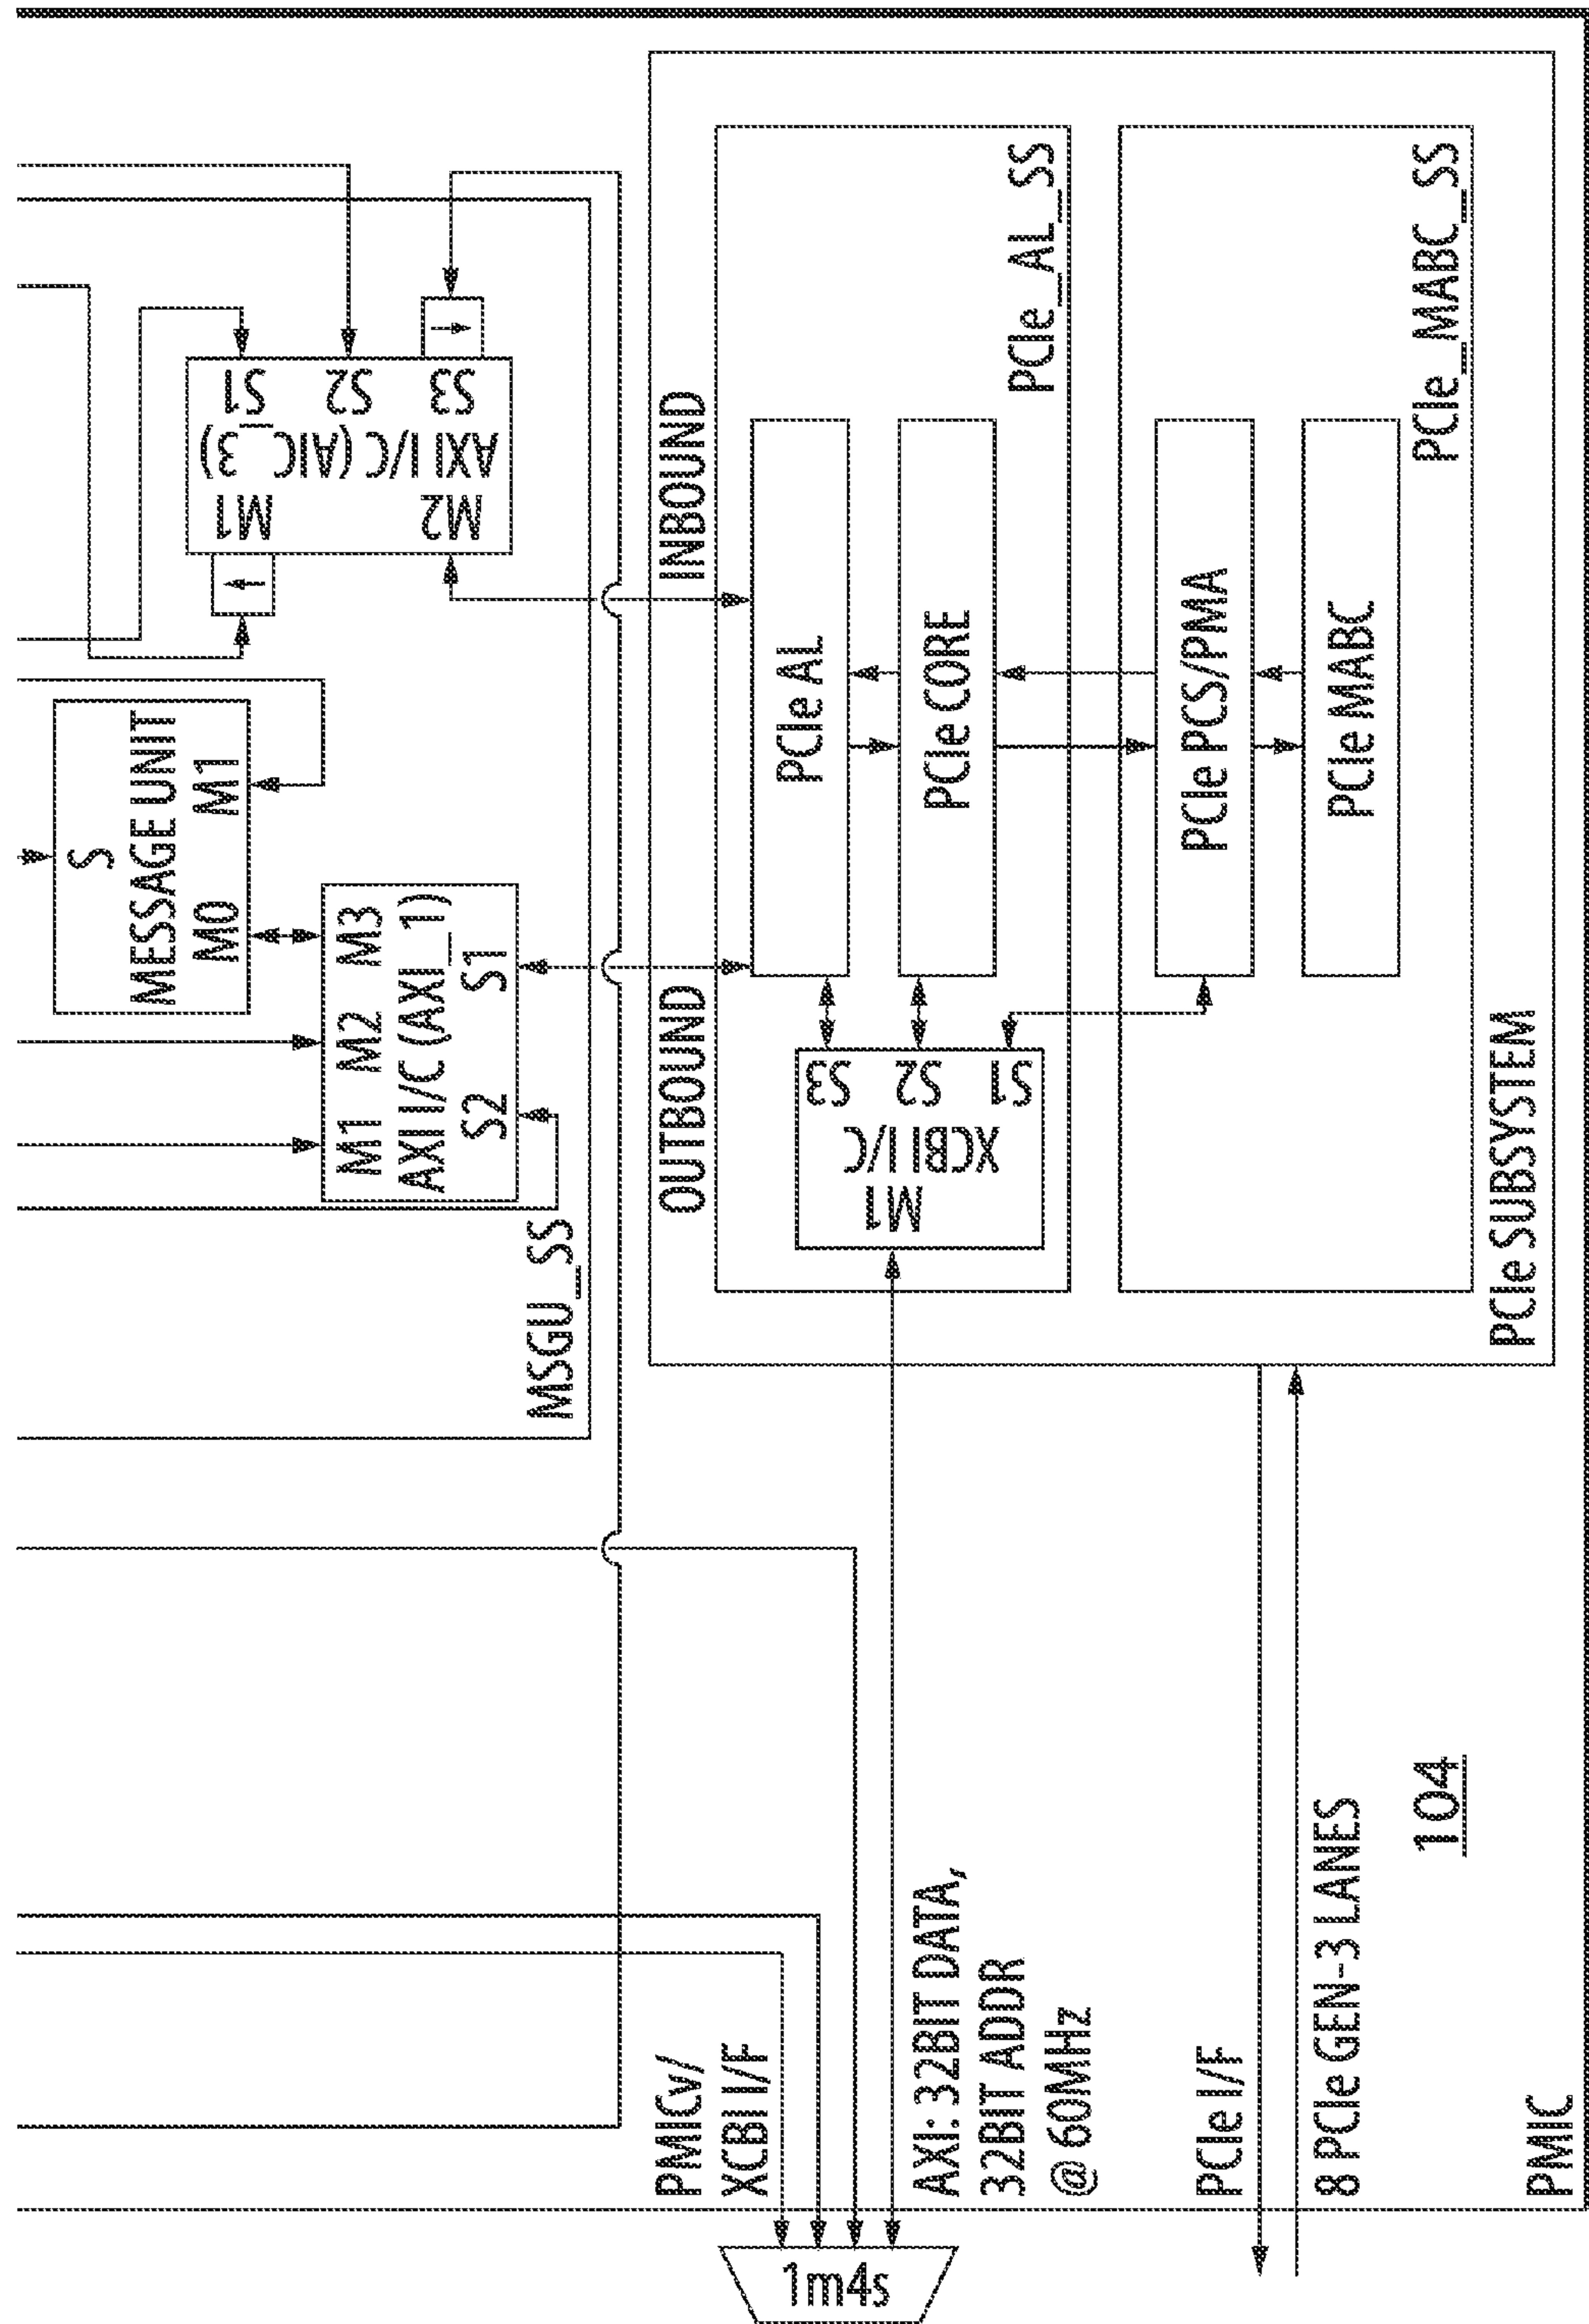 S
MESSAGE UNIT
M0 M1
M2 M1
AXI I/C (AIC_3)
S3 S2 S1
M1 M2 M3
AXI I/C (AXI_1)
S2 S1
MSGU_SS
PMICv/
XCBI I/F
OUTBOUND
INBOUND
1m4s
M1
XCBI I/C
S1 S2 S3
PCIe AL
PCIe CORE
PCIe_AL_SS
AXI: 32BIT DATA,
32BIT ADDR
@ 60MHz
PCIe I/F
PCIe PCS/PMA
PCIe MABC
8 PCIe GEN-3 LANES
PCIe_MABC_SS
104
PCIe SUBSYSTEM
PMIC